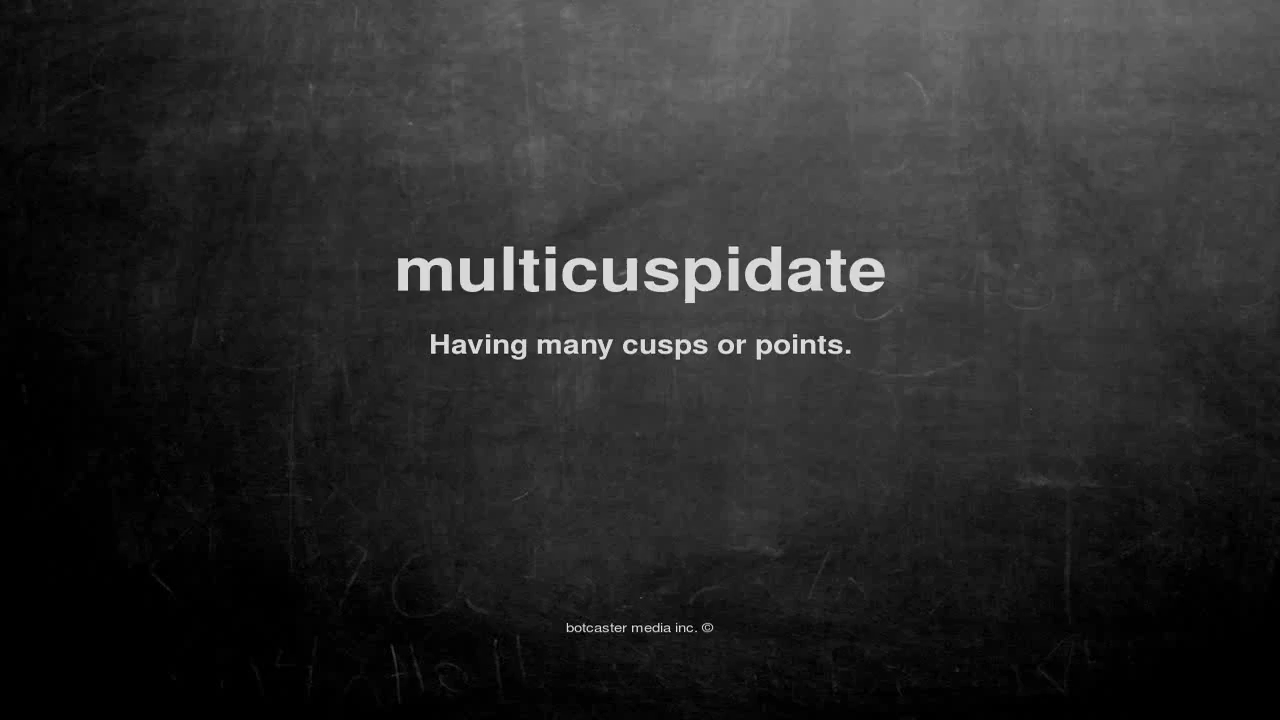 multicuspidate
Having many cusps or points.
botcaster media inc. ©